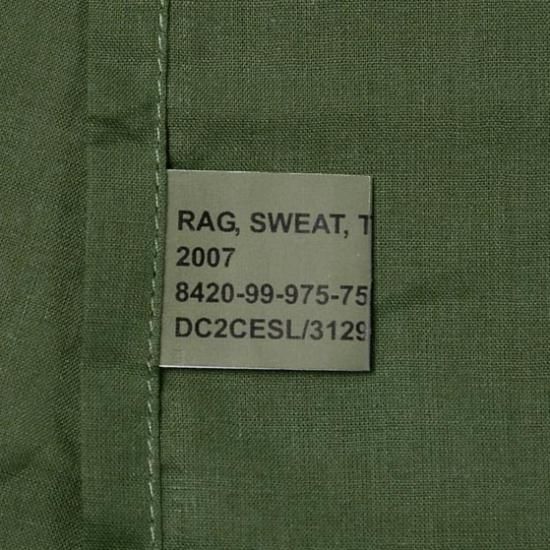 RAG, SWEAT, T
2007
8420-99-975-75
DC2CESL/3129